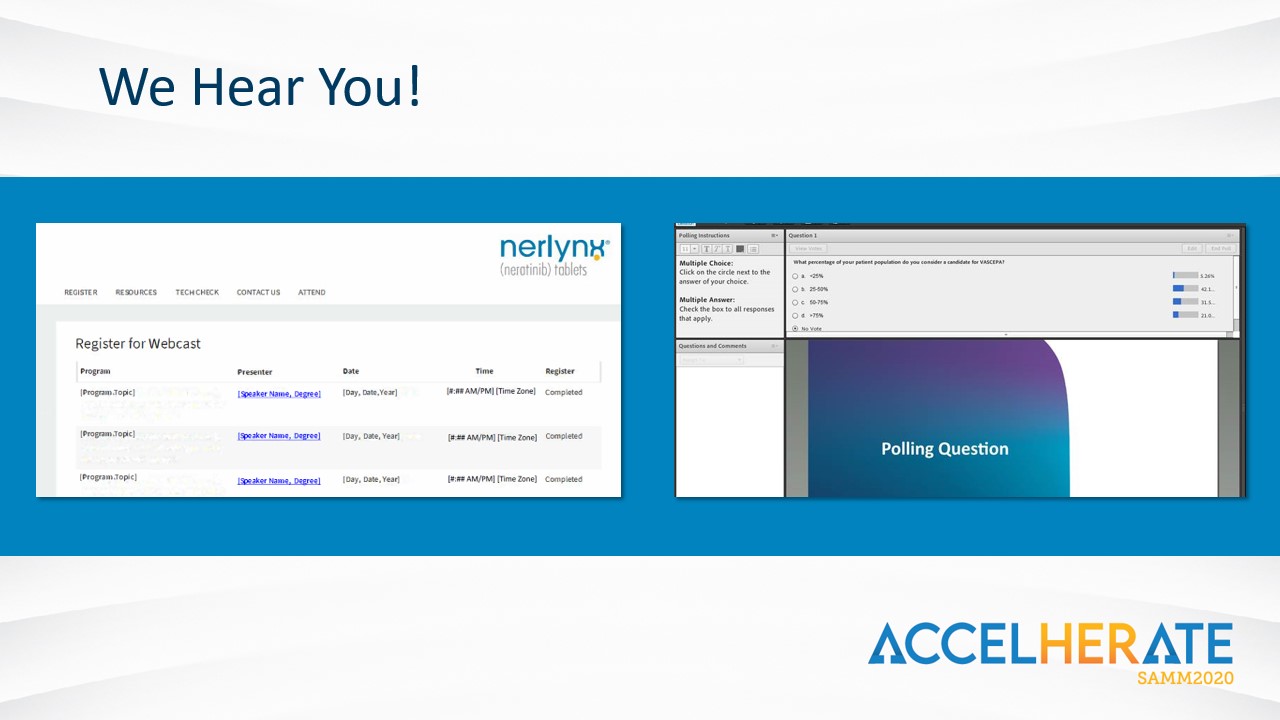 We Hear You!
nerlynx®
(neratinib) tablets
REGISTER RESOURCES TECH CHECK CONTACT US ATTEND
Register for Webcast
Program Presenter Date Time Register
[Program.Topic] [Speaker Name, Degree] [Day, Date,Year] [#:## AM/PM] [Time Zone] Completed
[Program.Topic] [Speaker Name, Degree] [Day, Date, Year] [#:## AM/PM] [Time Zone] Completed
[Program.Topic] [Speaker Name, Degree] [Day, Date, Year] [#:## AM/PM] [Time Zone] Completed
Polling Instructions
Multiple Choice:
Click on the circle next to the
answer of your choice.
Multiple Answer:
Check the box to all responses
that apply.
Question 1
View Votes Edit End Poll
What percentage of your patient population do you consider a candidate for VASCEPA?
a. <25% 5.26%
b. 25-50% 42.1...
c. 50-75% 31.5...
d. >75% 21.0...
No Vote
Questions and Comments
Polling Question
ACCELHERATE
SAMM2020